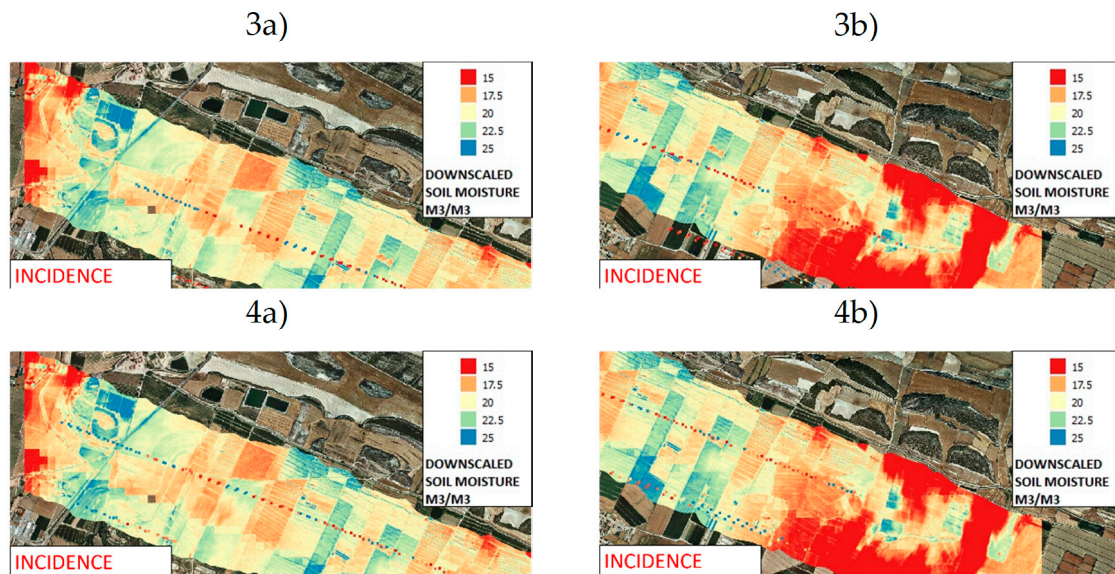 3a)
3b)
15
17.5
20
22.5
25
DOWNSCALED
SOIL MOISTURE
M3/M3
INCIDENCE
15
17.5
20
22.5
25
DOWNSCALED
SOIL MOISTURE
M3/M3
INCIDENCE
4a)
4b)
15
17.5
20
22.5
25
DOWNSCALED
SOIL MOISTURE
M3/M3
INCIDENCE
15
17.5
20
22.5
25
DOWNSCALED
SOIL MOISTURE
M3/M3
INCIDENCE